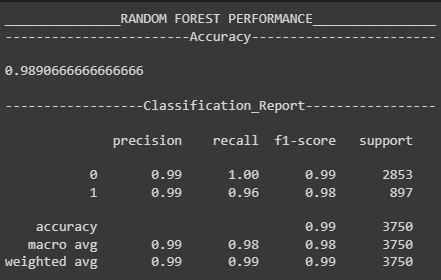 _______________RANDOM FOREST PERFORMANCE________________
------------------------Accuracy------------------------
0.9890666666666666
------------------Classification_Report-----------------
precision recall f1-score support
0 0.99 1.00 0.99 2853
1 0.99 0.96 0.98 897
accuracy 0.99 3750
macro avg 0.99 0.98 0.98 3750
weighted avg 0.99 0.99 0.99 3750